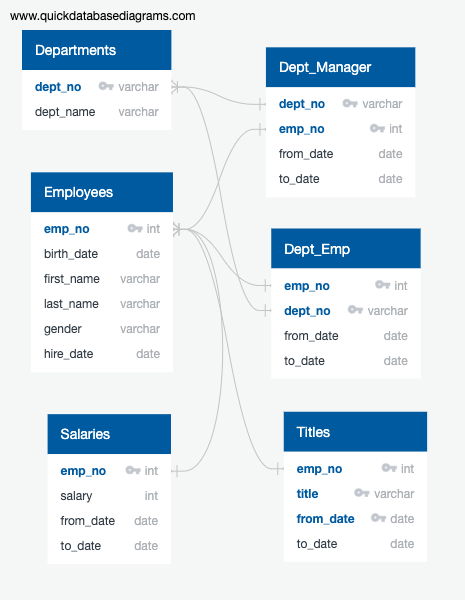 www.quickdatabasediagrams.com
Departments
dept_no varchar
dept_name varchar
Dept_Manager
dept_no varchar
emp_no int
from_date date
to_date date
Employees
emp_no int
birth_date date
first_name varchar
last_name varchar
gender varchar
hire_date date
Dept_Emp
emp_no int
dept_no varchar
from_date date
to_date date
Salaries
emp_no int
salary int
from_date date
to_date date
Titles
emp_no int
title varchar
from_date date
to_date date